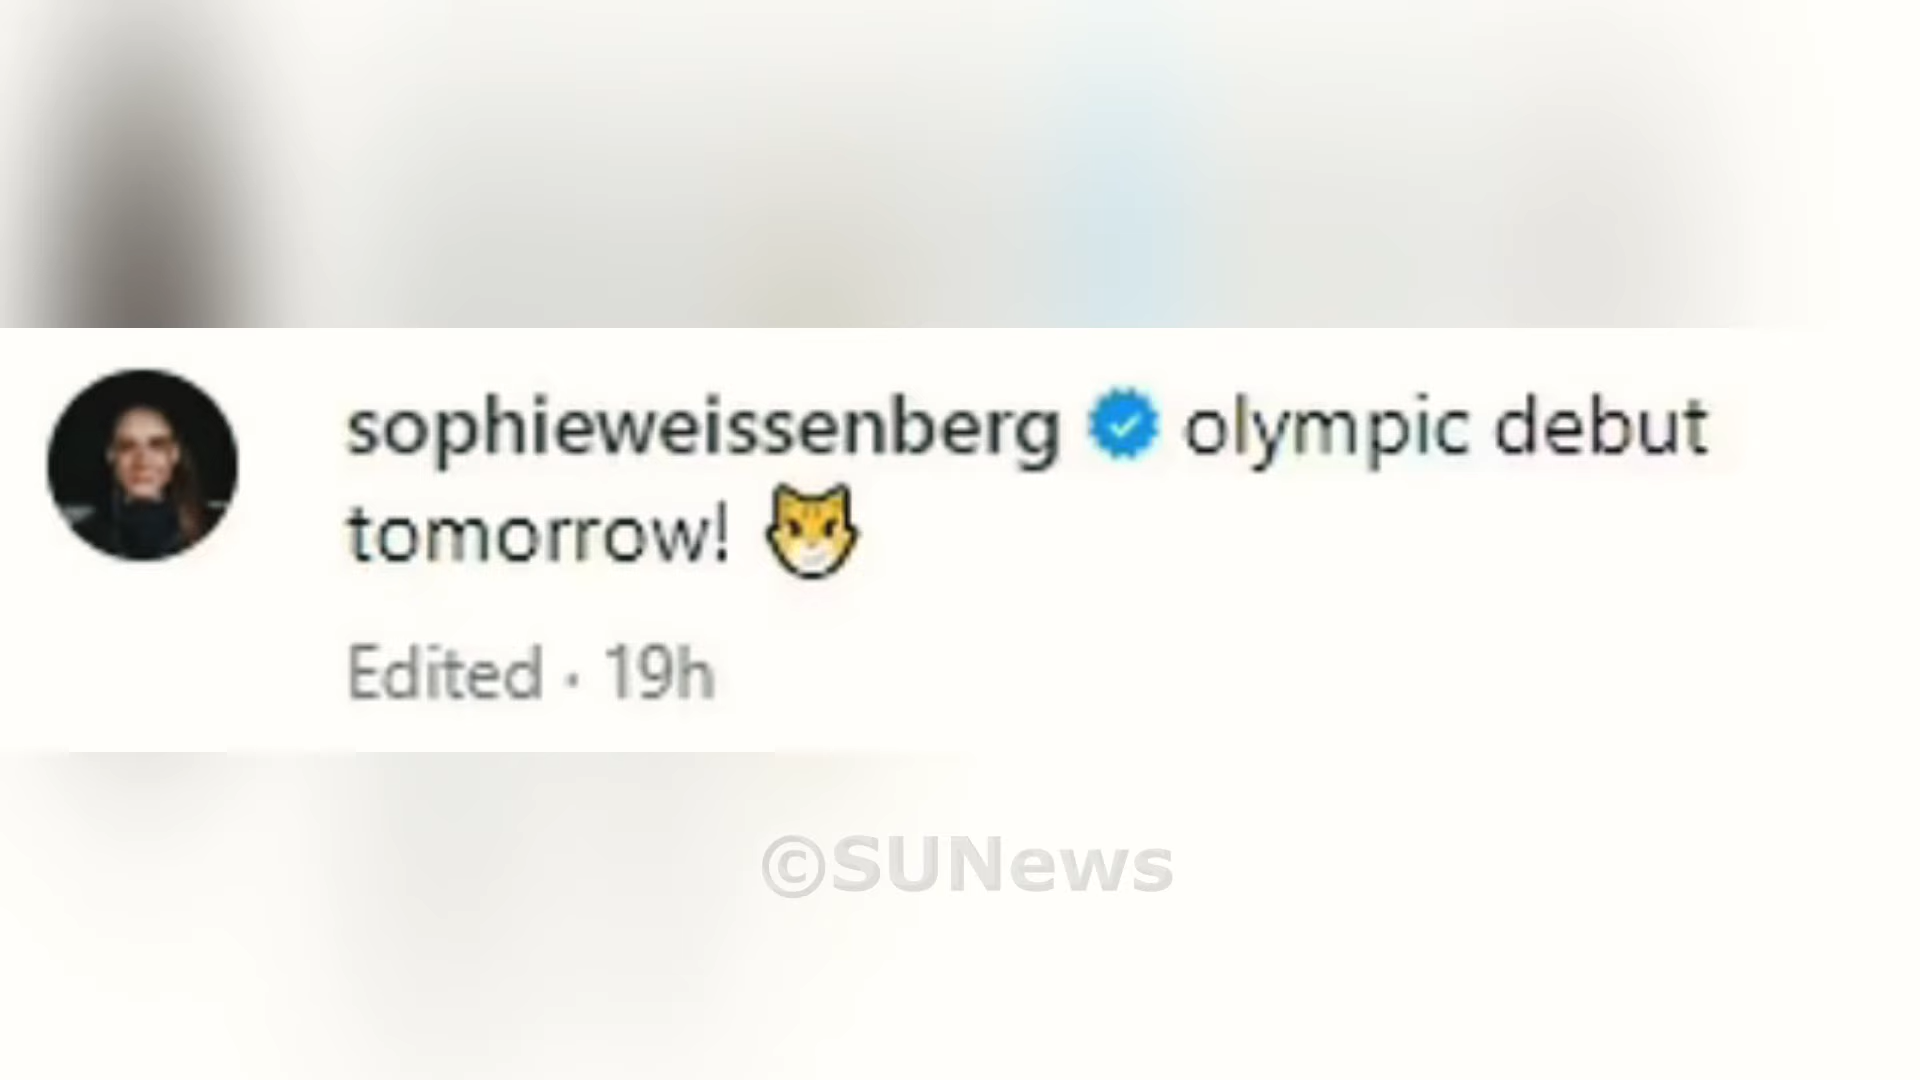 sophieweissenberg olympic debut
tomorrow! 🐱
Edited · 19h
©SUNews